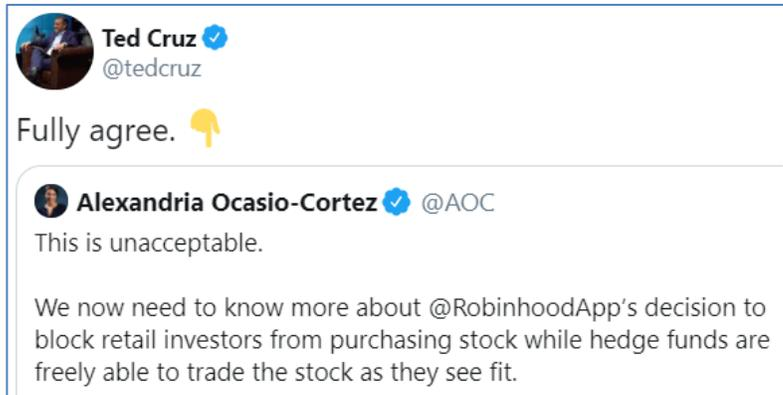 Ted Cruz
@tedcruz
Fully agree. 👇
Alexandria Ocasio-Cortez @AOC
This is unacceptable.
We now need to know more about @RobinhoodApp's decision to
block retail investors from purchasing stock while hedge funds are
freely able to trade the stock as they see fit.